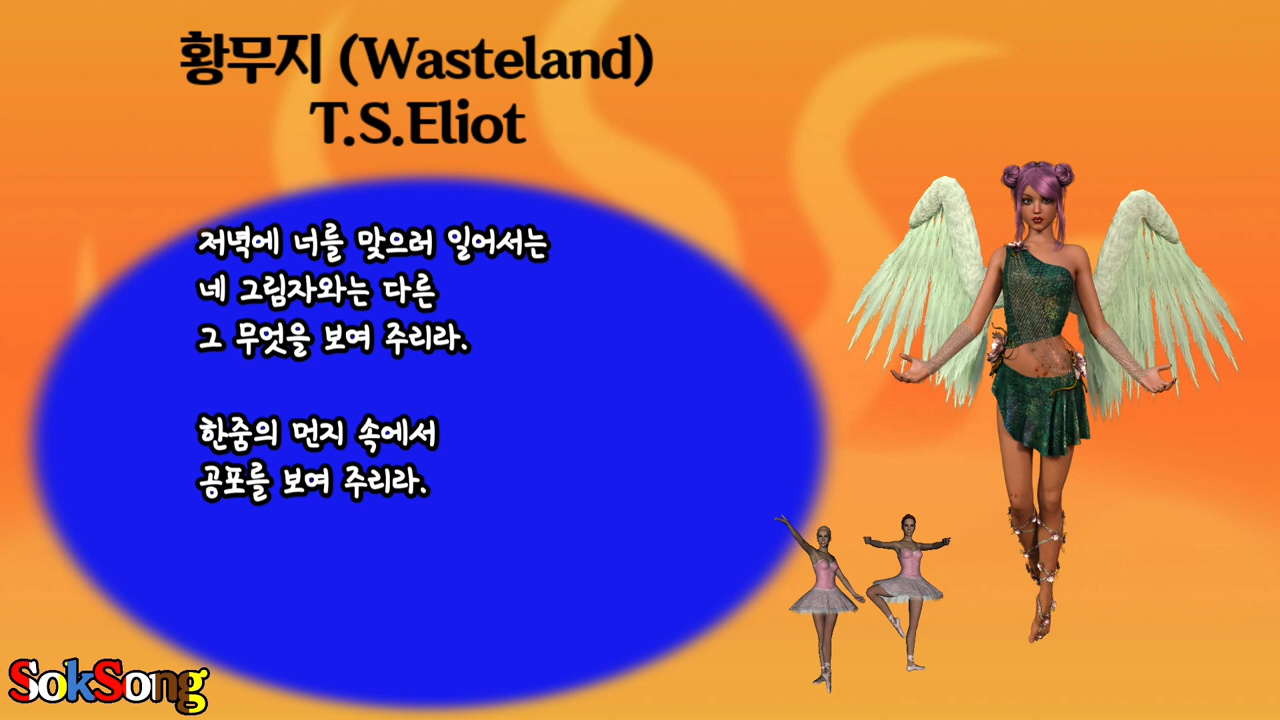 황무지 (Wasteland)
T.S.Eliot
저녁에 너를 맞으러 일어서는
네 그림자와는 다른
그 무엇을 보여 주리라.
한줌의 먼지 속에서
공포를 보여 주리라.
SokSong